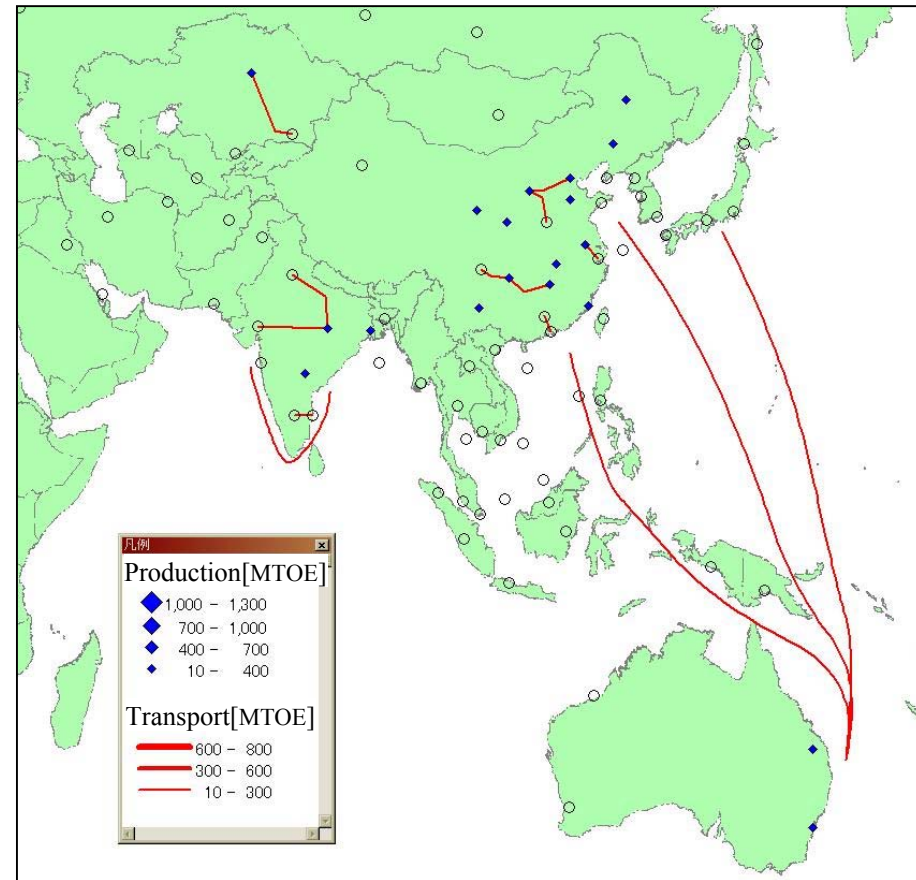 凡例
Production[MTOE]
1,000 - 1,300
700 - 1,000
400 - 700
10 - 400
Transport[MTOE]
600 - 800
300 - 600
10 - 300